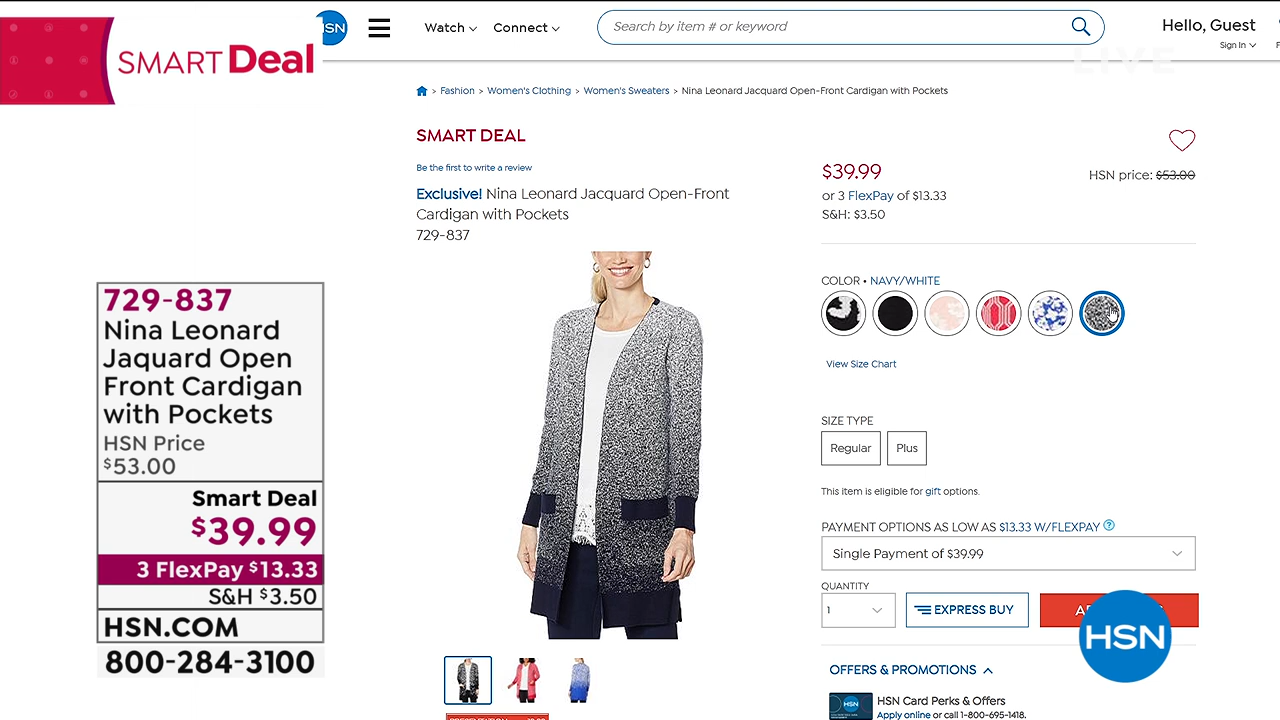 SMART Deal
HSN
Watch
Connect
Search by item # or keyword
Hello, Guest
Sign In
LIVE
> Fashion > Women's Clothing > Women's Sweaters > Nina Leonard Jacquard Open-Front Cardigan with Pockets
SMART DEAL
Be the first to write a review
Exclusive! Nina Leonard Jacquard Open-Front
Cardigan with Pockets
729-837
$39.99
HSN price: $53.00
or 3 FlexPay of $13.33
S&H: $3.50
COLOR • NAVY/WHITE
View Size Chart
SIZE TYPE
Regular
Plus
This item is eligible for gift options.
PAYMENT OPTIONS AS LOW AS $13.33 W/FLEXPAY ?
Single Payment of $39.99
QUANTITY
1
EXPRESS BUY
HSN
OFFERS & PROMOTIONS
HSN
HSN Card Perks & Offers
Apply online or call 1-800-695-1418.
729-837
Nina Leonard
Jaquard Open
Front Cardigan
with Pockets
HSN Price
$53.00
Smart Deal
$39.99
3 FlexPay $13.33
S&H $3.50
HSN.COM
800-284-3100